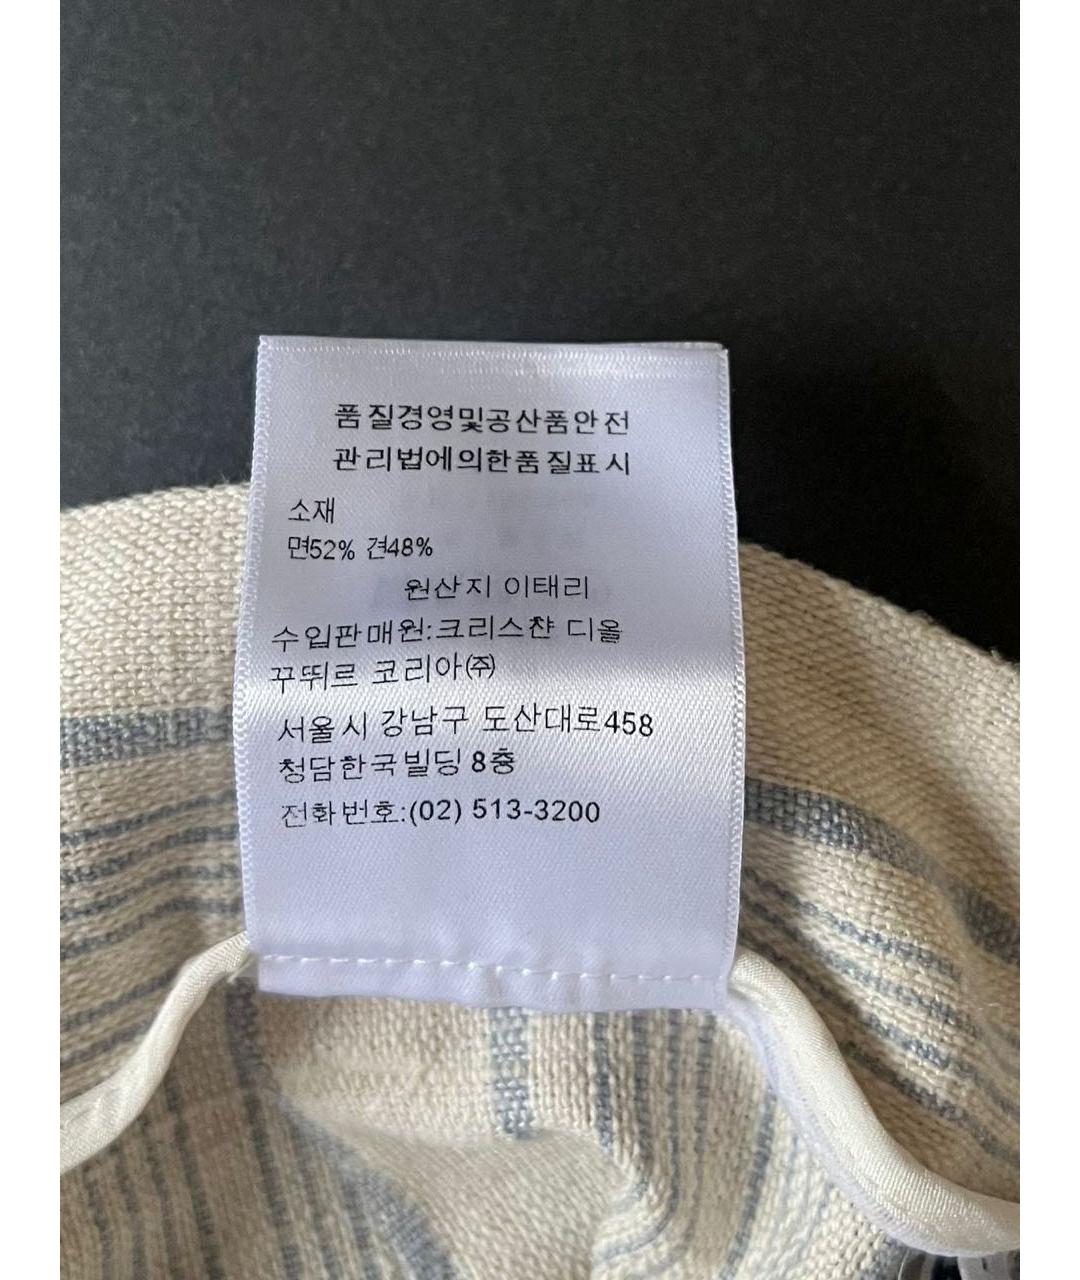 품질경영및공산품안전
관리법에의한품질표시
소재
면52% 견48%
원산지 이태리
수입판매원:크리스챤 디올
꾸뛰르 코리아㈜
서울시 강남구 도산대로458
청담한국빌딩 8층
전화번호:(02) 513-3200